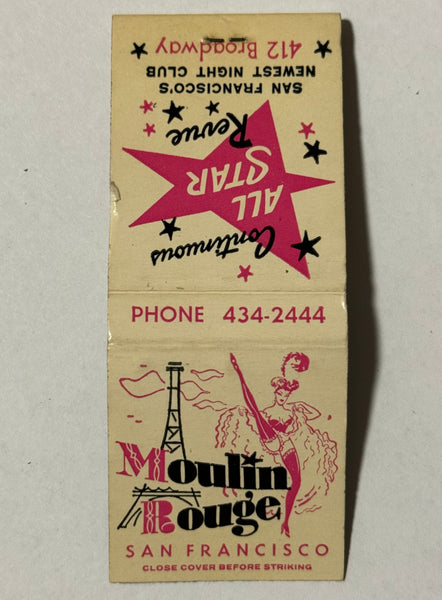 412 Broadway
SAN FRANCISCO'S
NEWEST NIGHT CLUB
Continuous
ALL
STAR
Revue
PHONE 434-2444
Moulin
Rouge
SAN FRANCISCO
CLOSE COVER BEFORE STRIKING